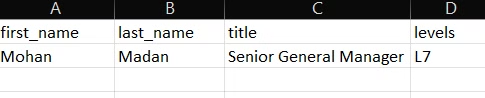 A B C D
first_name last_name title levels
Mohan Madan Senior General Manager L7